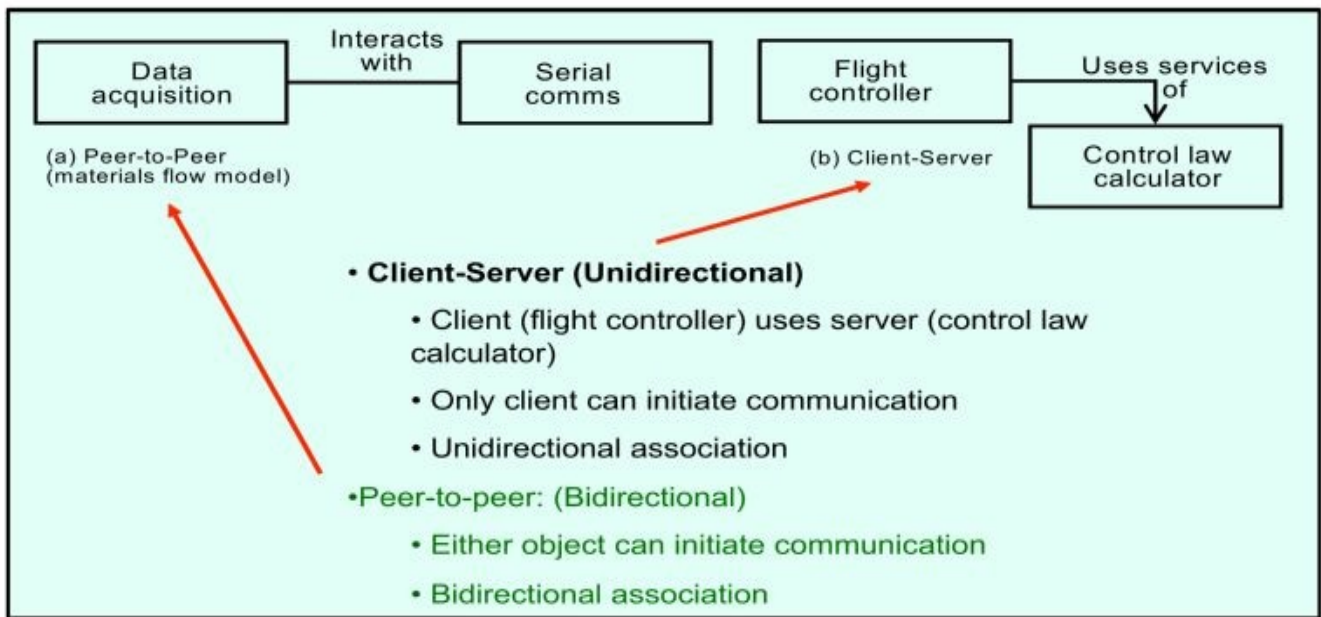 Data
acquisition
Interacts
with
Serial
comms
Flight
controller
Uses services
of
Control law
calculator
(a) Peer-to-Peer
(materials flow model)
(b) Client-Server
• Client-Server (Unidirectional)
• Client (flight controller) uses server (control law
calculator)
• Only client can initiate communication
• Unidirectional association
•Peer-to-peer: (Bidirectional)
• Either object can initiate communication
• Bidirectional association